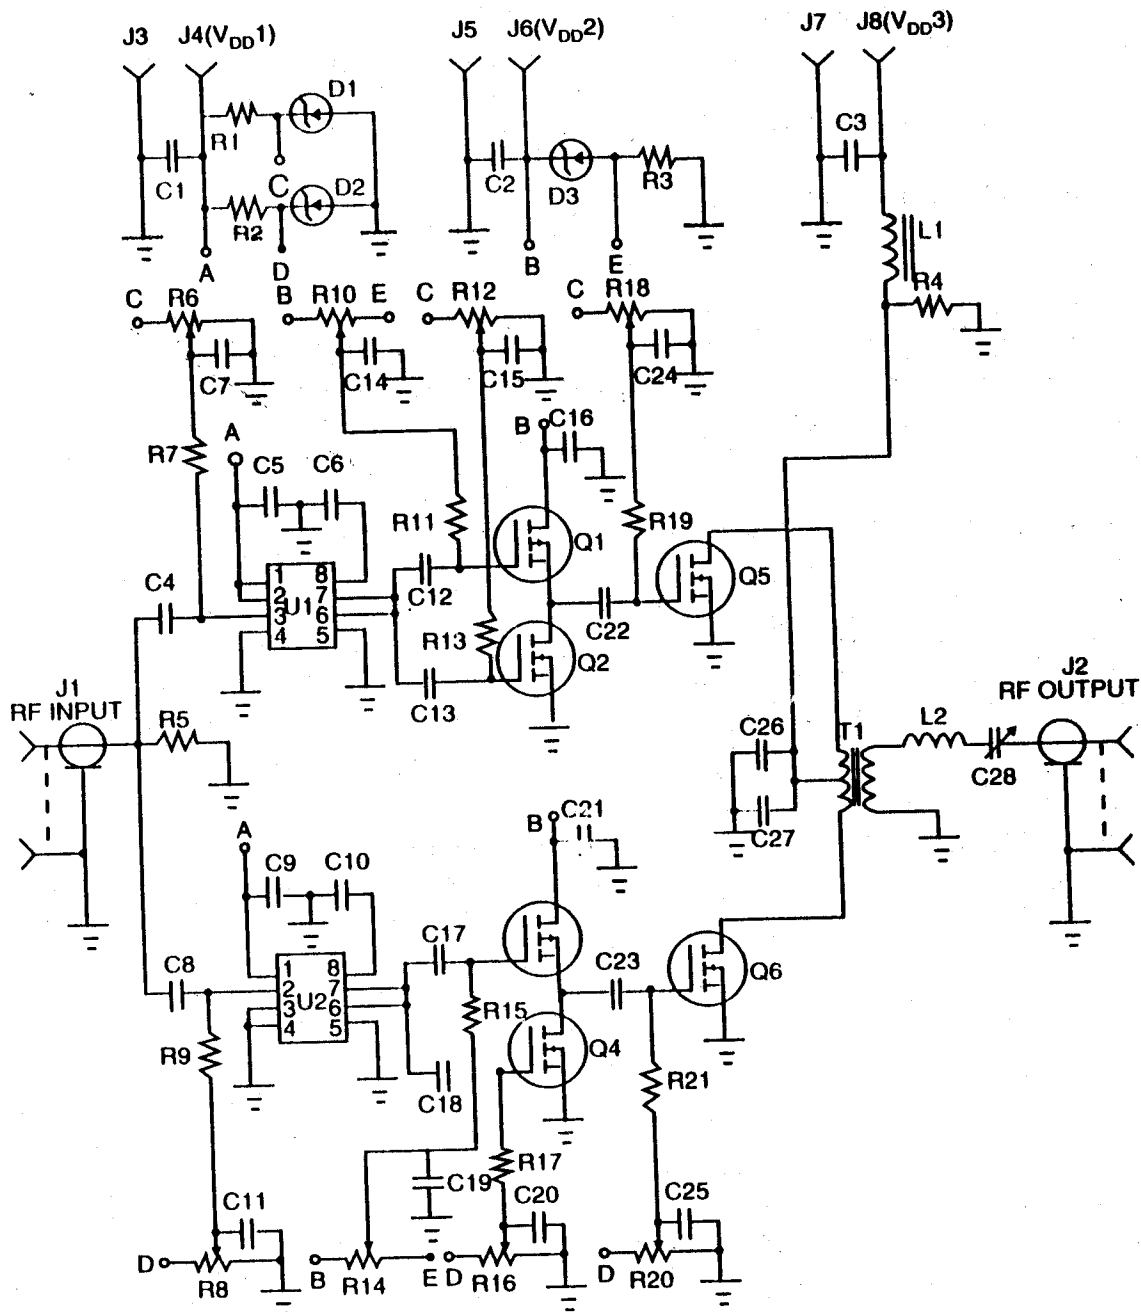 J3 J4(VDD1) J5 J6(VDD2) J7 J8(VDD3)
D1
R1 C3
C1 C C2 R3
D2 D3
R2 L1
A D B E
R4
C R6 B R10 E C R12 C R18
C7 C14 C15 C24
B C16
A
R7 C5 C6
R11 R19
Q1
C4 1 8 Q5
2 7 C12
3 U1 6 C22
4 5 R13
Q2
C13
J1
RF INPUT
J2
RF OUTPUT
R5 L2
C26 T1
C28
C27
A B C21
C9 C10
C17
C8 1 8 C23 Q6
2 7
3 U2 6 R15
4 5
R9 Q4
C18 R21
R17
C19
C11 C20 C25
D R8 B R14 E D R16 D R20